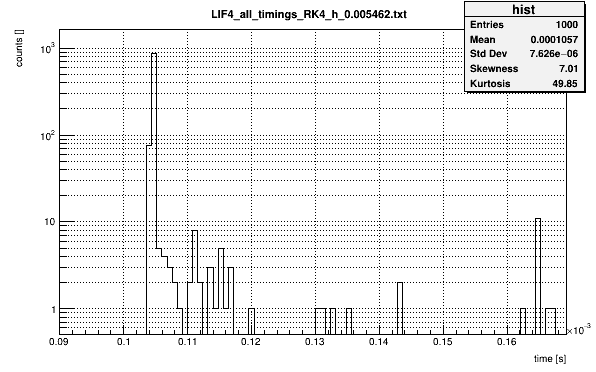 LIF4_all_timings_RK4_h_0.005462.txt
hist
Entries 1000
Mean 0.0001057
Std Dev 7.626e−06
Skewness 7.01
Kurtosis 49.85
counts []
10³
10²
10
1
0.09 0.1 0.11 0.12 0.13 0.14 0.15 0.16
×10⁻³
time [s]